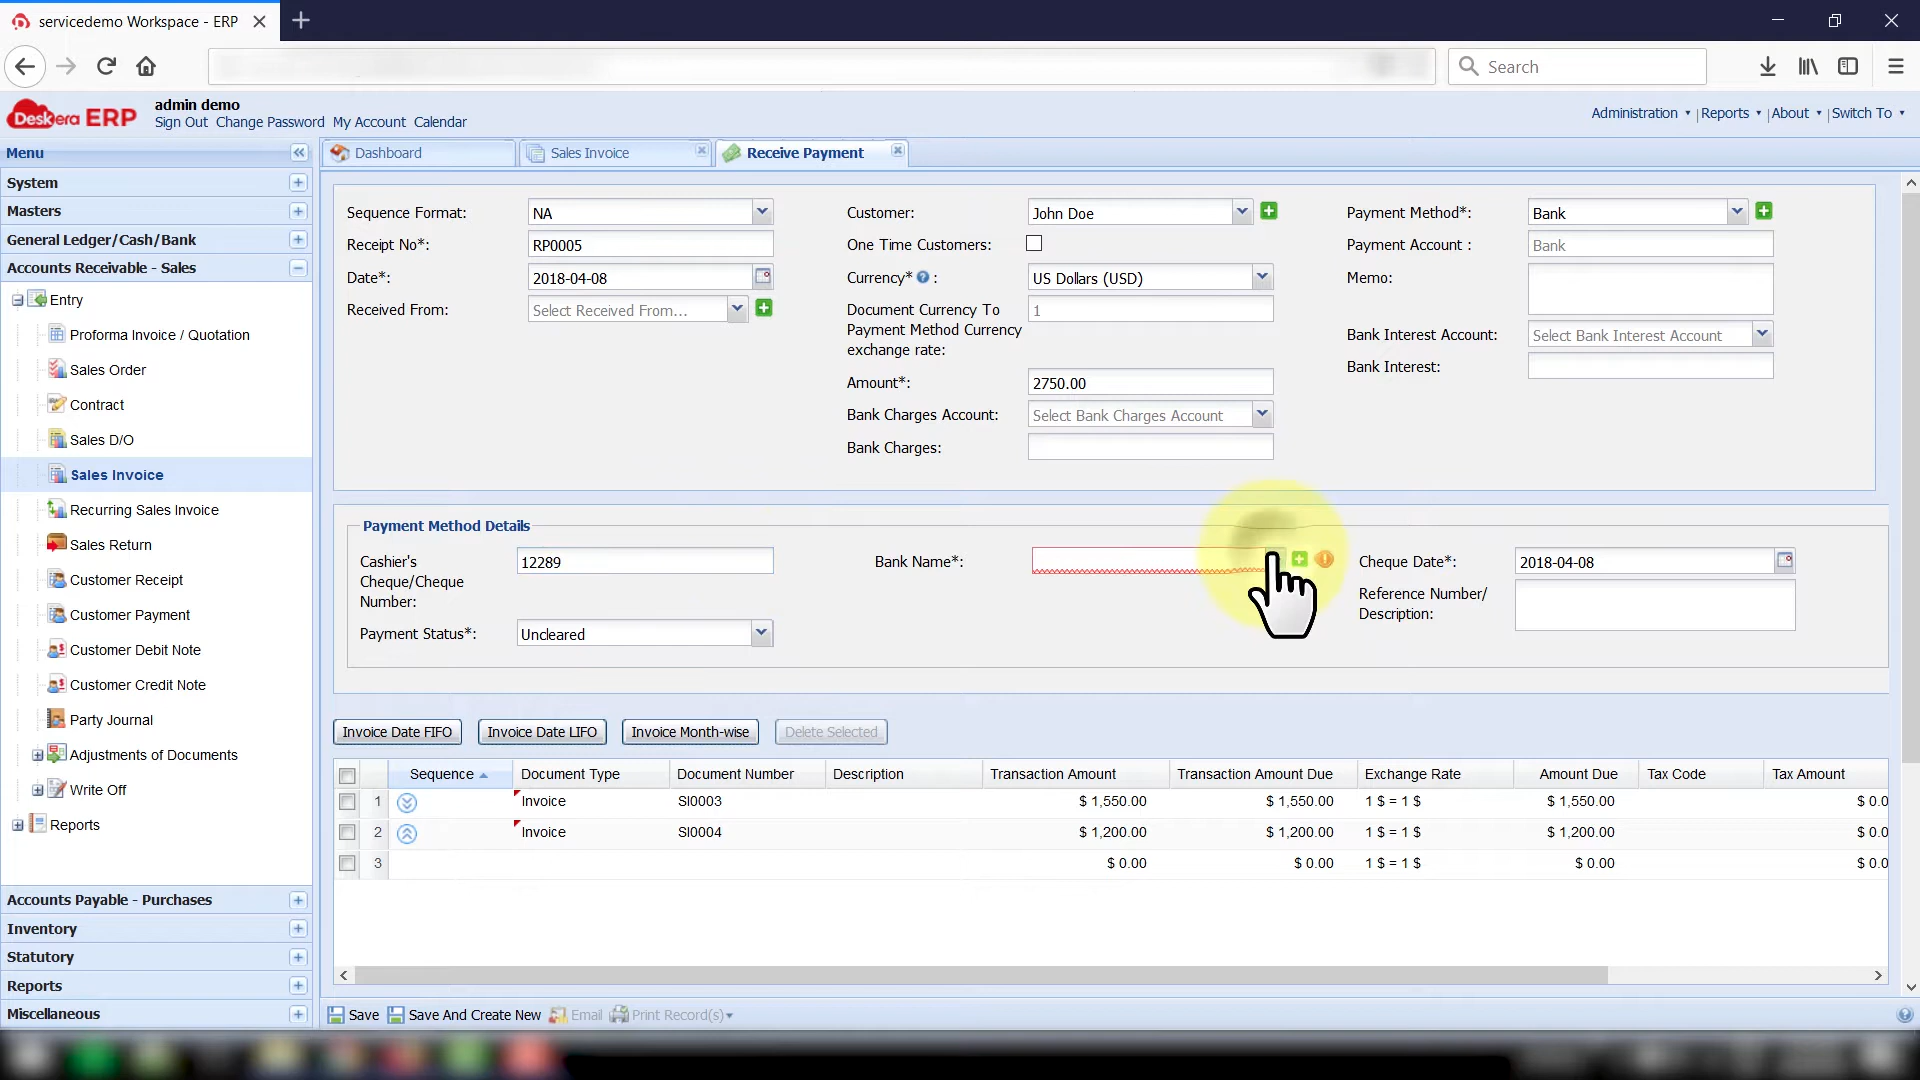 servicedemo Workspace - ERP
Search
Deskera ERP
admin demo
Sign Out Change Password My Account Calendar
Administration | Reports | About | Switch To
Menu
Dashboard
Sales Invoice
Receive Payment
System
Masters
General Ledger/Cash/Bank
Accounts Receivable - Sales
Entry
Proforma Invoice / Quotation
Sales Order
Contract
Sales D/O
Sales Invoice
Recurring Sales Invoice
Sales Return
Customer Receipt
Customer Payment
Customer Debit Note
Customer Credit Note
Party Journal
Adjustments of Documents
Write Off
Reports
Accounts Payable - Purchases
Inventory
Statutory
Reports
Miscellaneous
Sequence Format: NA
Receipt No*: RP0005
Date*: 2018-04-08
Received From: Select Received From...
Customer: John Doe
One Time Customers:
Currency* : US Dollars (USD)
Document Currency To
Payment Method Currency
exchange rate:
1
Amount*: 2750.00
Bank Charges Account: Select Bank Charges Account
Bank Charges:
Payment Method*: Bank
Payment Account : Bank
Memo:
Bank Interest Account: Select Bank Interest Account
Bank Interest:
Payment Method Details
Cashier's
Cheque/Cheque
Number:
12289
Payment Status*: Uncleared
Bank Name*:
Cheque Date*: 2018-04-08
Reference Number/
Description:
Invoice Date FIFO Invoice Date LIFO Invoice Month-wise Delete Selected
Sequence Document Type Document Number Description Transaction Amount Transaction Amount Due Exchange Rate Amount Due Tax Code Tax Amount
1 Invoice SI0003 $ 1,550.00 $ 1,550.00 1 $ = 1 $ $ 1,550.00 $ 0.0
2 Invoice SI0004 $ 1,200.00 $ 1,200.00 1 $ = 1 $ $ 1,200.00 $ 0.0
3 $ 0.00 $ 0.00 1 $ = 1 $ $ 0.00 $ 0.0
Save Save And Create New Email Print Record(s)